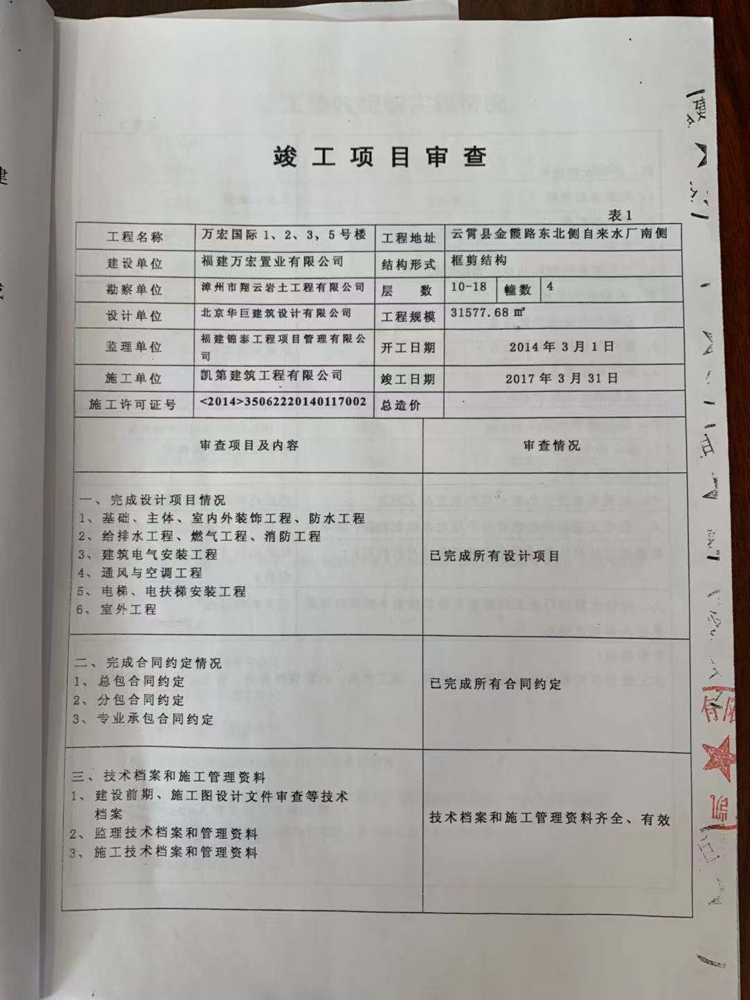 竣工项目审查
表1
工程名称 万宏国际1、2、3、5号楼 工程地址 云霄县金霞路东北侧自来水厂南侧
建设单位 福建万宏置业有限公司 结构形式 框剪结构
勘察单位 漳州市翔云岩土工程有限公司 层 数 10-18 幢数 4
设计单位 北京华巨建筑设计有限公司 工程规模 31577.68 ㎡
监理单位 福建锦泰工程项目管理有限公
司 开工日期 2014年3月1日
施工单位 凯第建筑工程有限公司 竣工日期 2017年3月31日
施工许可证号 <2014>35062220140117002 总造价
审查项目及内容 审查情况
一、完成设计项目情况
1、基础、主体、室内外装饰工程、防水工程
2、给排水工程、燃气工程、消防工程
3、建筑电气安装工程
4、通风与空调工程
5、电梯、电扶梯安装工程
6、室外工程
已完成所有设计项目
二、完成合同约定情况
1、总包合同约定
2、分包合同约定
3、专业承包合同约定
已完成所有合同约定
三、技术档案和施工管理资料
1、建设前期、施工图设计文件审查等技术
档案
2、监理技术档案和管理资料
3、施工技术档案和管理资料
技术档案和施工管理资料齐全、有效